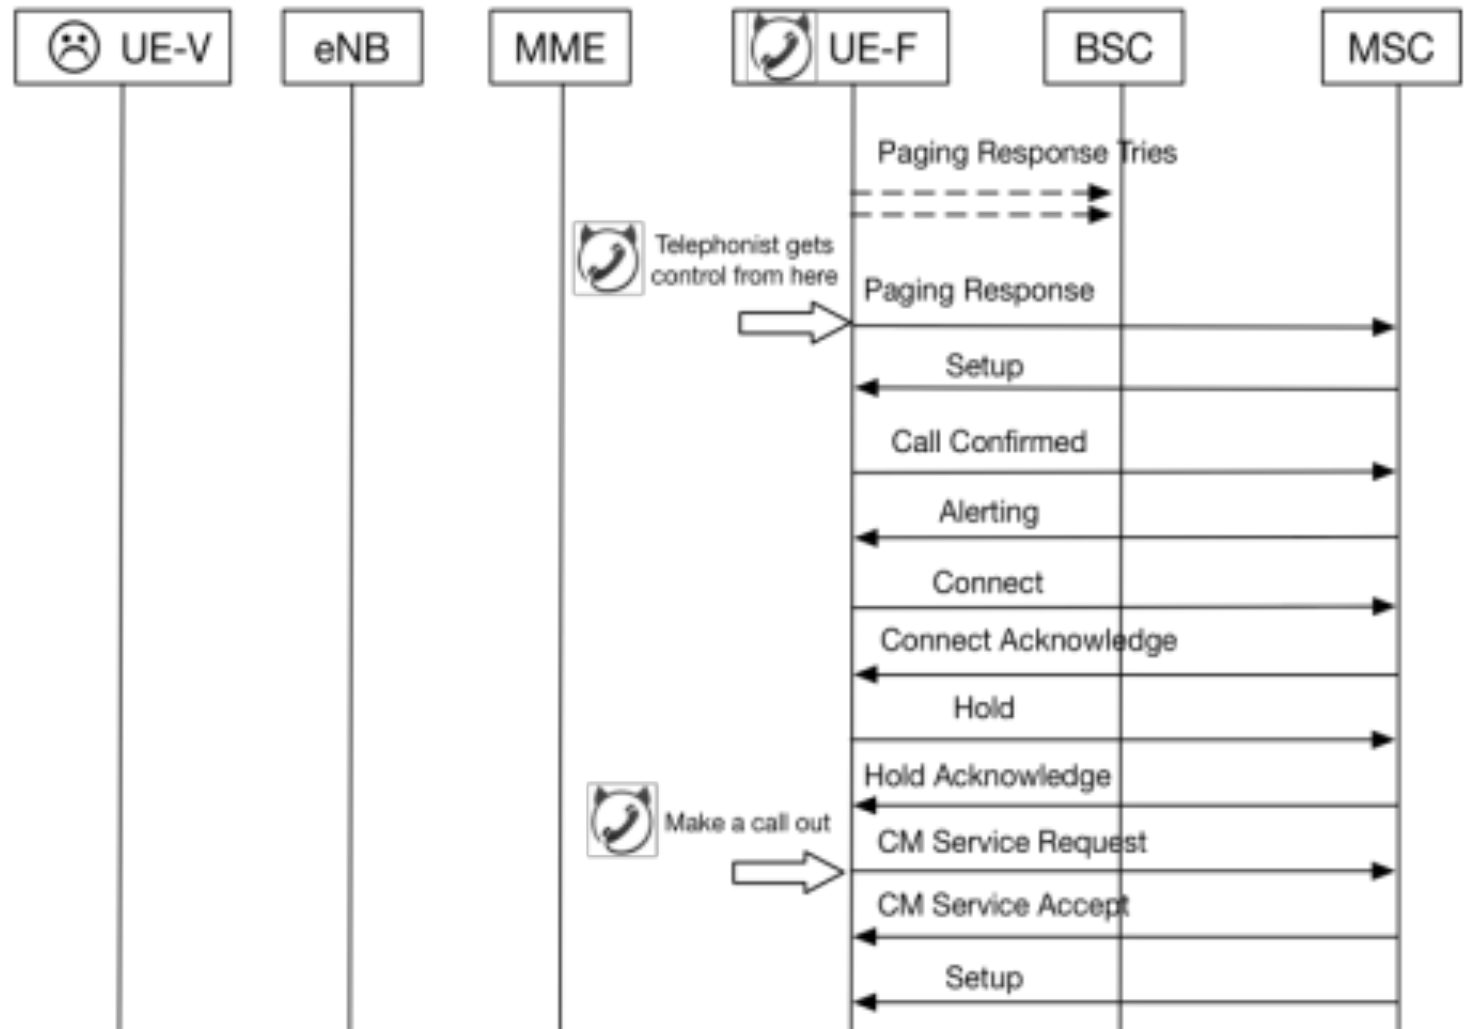 UE-V
eNB
MME
UE-F
BSC
MSC
Paging Response Tries
Telephonist gets
control from here
Paging Response
Setup
Call Confirmed
Alerting
Connect
Connect Acknowledge
Hold
Hold Acknowledge
Make a call out
CM Service Request
CM Service Accept
Setup